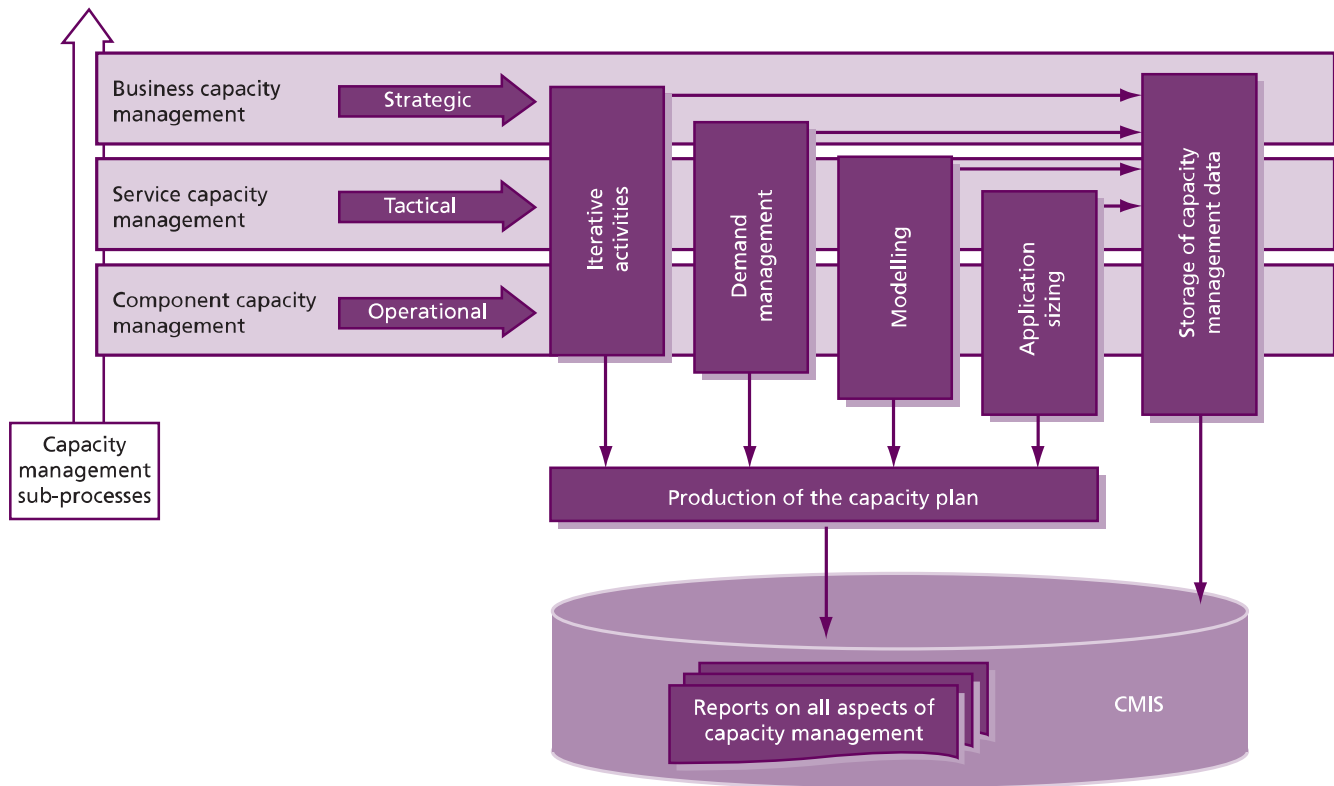 Business capacity
management
Strategic
Service capacity
management
Tactical
Component capacity
management
Operational
Iterative
activities
Demand
management
Modelling
Application
sizing
Storage of capacity
management data
Capacity
management
sub-processes
Production of the capacity plan
Reports on all aspects of
capacity management
CMIS